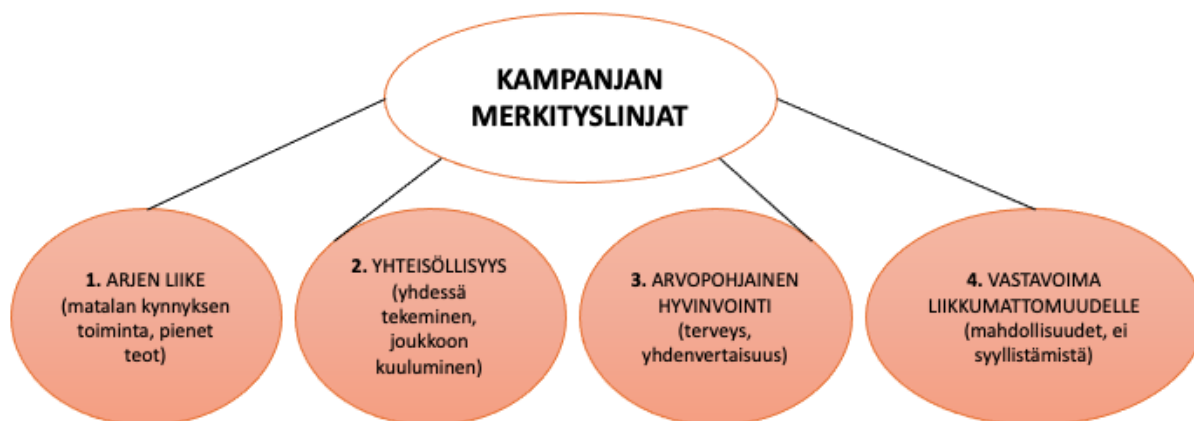 KAMPANJAN
MERKITYSLINJAT
1. ARJEN LIIKE
(matalan kynnyksen
toiminta, pienet
teot)
2. YHTEISÖLLISYYS
(yhdessä
tekeminen,
joukkoon
kuuluminen)
3. ARVOPOHJAINEN
HYVINVOINTI
(terveys,
yhdenvertaisuus)
4. VASTAVOIMA
LIIKKUMATTOMUUDELLE
(mahdollisuudet, ei
syyllistämistä)